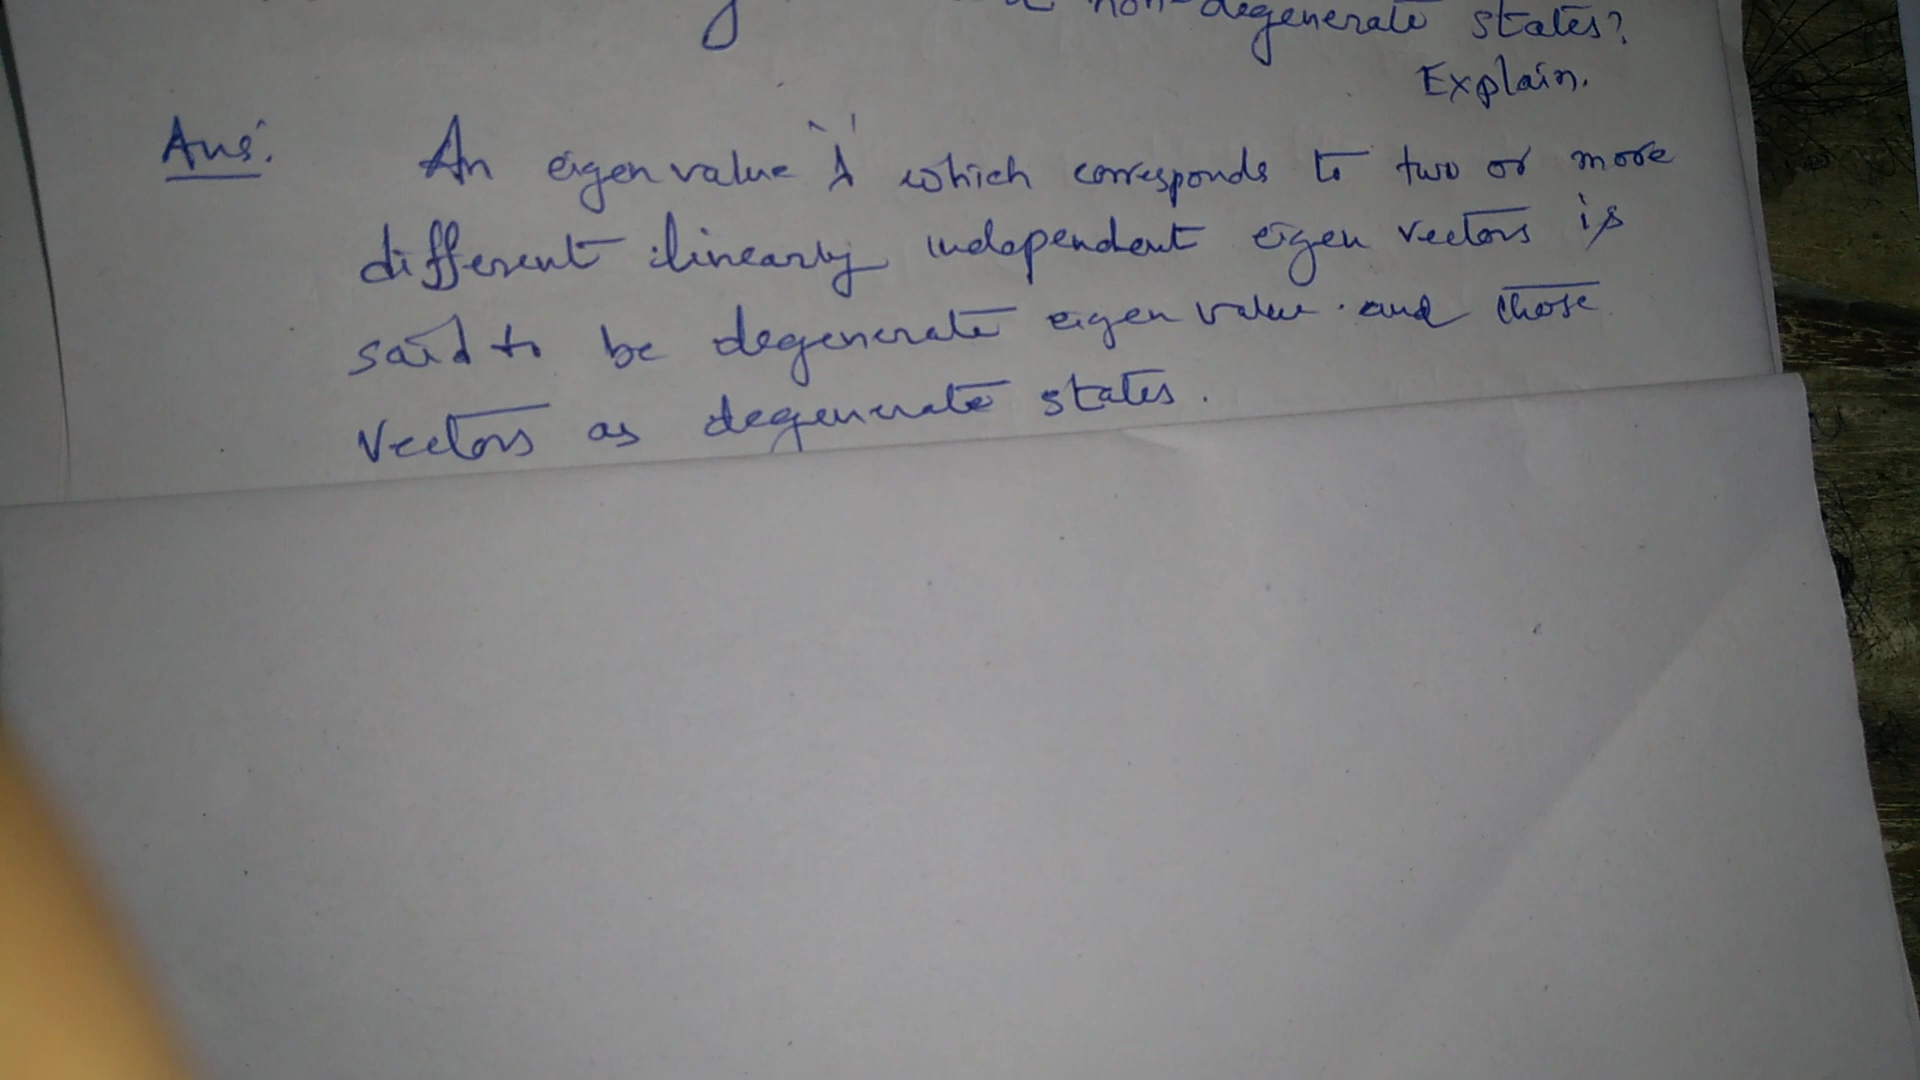 non-degenerate states?
Explain.
Ans: An eigen value 'λ' which corresponds to two or more
different linearly independent eigen vectors is
said to be degenerate eigen value and those
vectors as degenerate states.